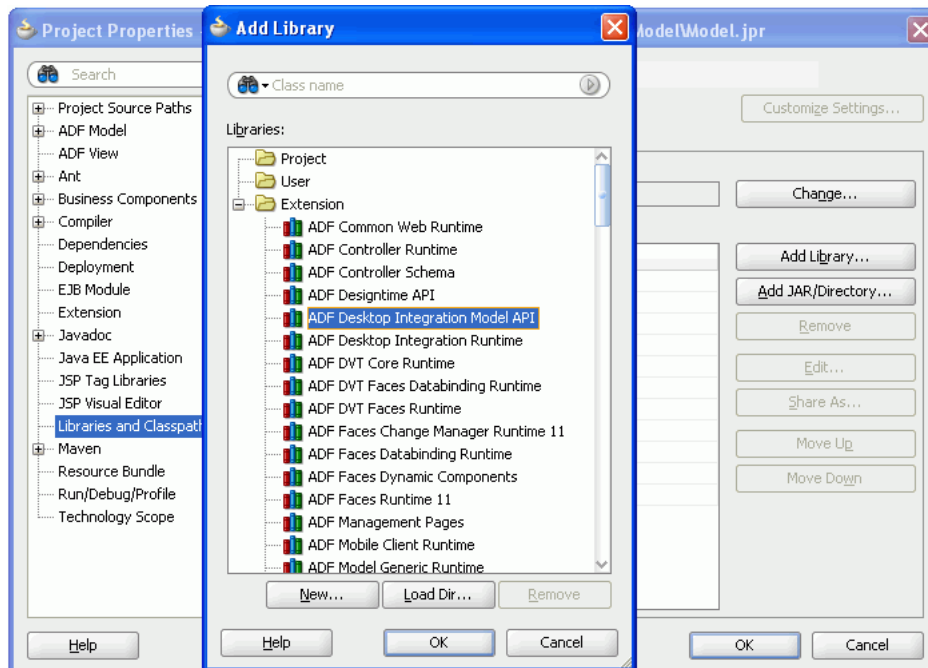 Project Properties -
Add Library
Model\Model.jpr
Search
Class name
Customize Settings...
Project Source Paths
ADF Model
ADF View
Ant
Business Components
Compiler
Dependencies
Deployment
EJB Module
Extension
Javadoc
Java EE Application
JSP Tag Libraries
JSP Visual Editor
Libraries and Classpath
Maven
Resource Bundle
Run/Debug/Profile
Technology Scope
Help
Libraries:
Project
User
Extension
ADF Common Web Runtime
ADF Controller Runtime
ADF Controller Schema
ADF Designtime API
ADF Desktop Integration Model API
ADF Desktop Integration Runtime
ADF DVT Core Runtime
ADF DVT Faces Databinding Runtime
ADF DVT Faces Runtime
ADF Faces Change Manager Runtime 11
ADF Faces Databinding Runtime
ADF Faces Dynamic Components
ADF Faces Runtime 11
ADF Management Pages
ADF Mobile Client Runtime
ADF Model Generic Runtime
New...
Load Dir...
Remove
Help
OK
Cancel
Change...
Add Library...
Add JAR/Directory...
Remove
Edit...
Share As...
Move Up
Move Down
OK
Cancel